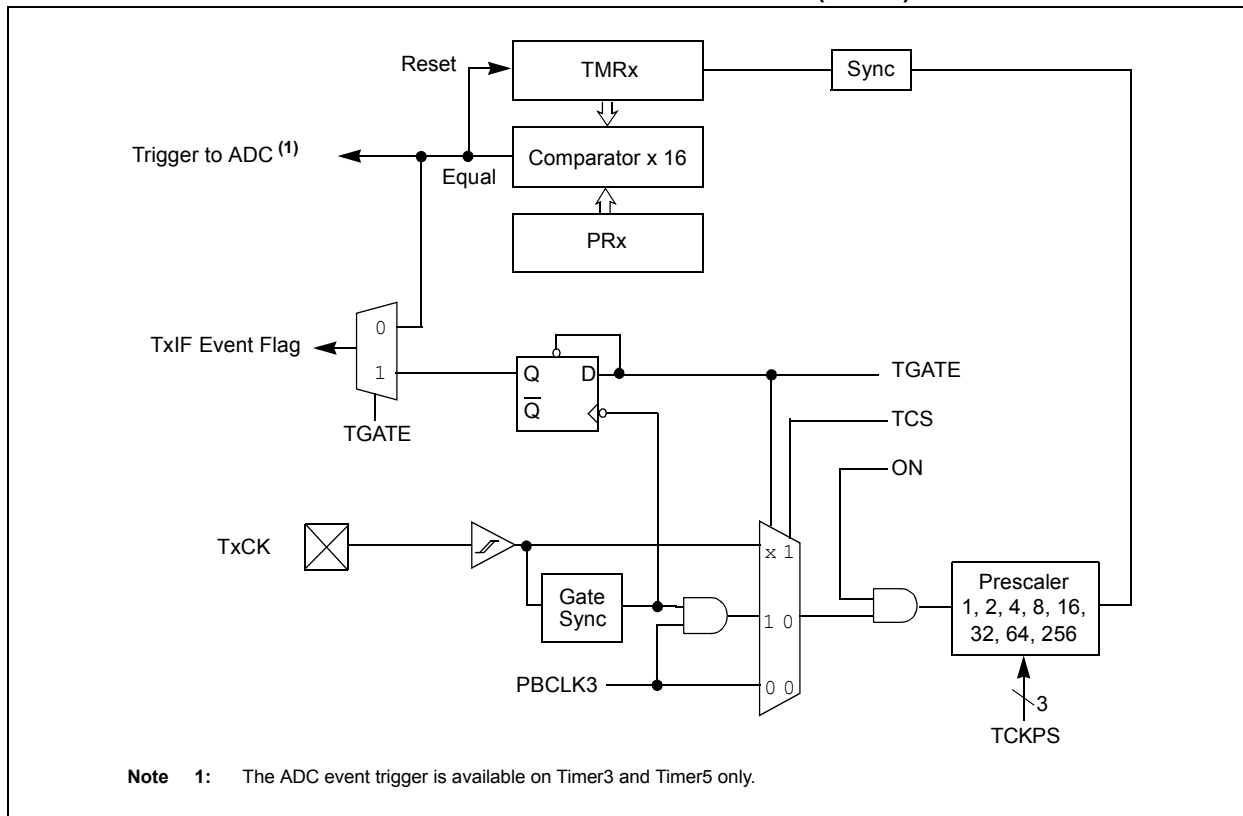 Reset
TMRx
Sync
Trigger to ADC (1)
Equal
Comparator x 16
PRx
0
TxIF Event Flag
1
TGATE
Q D
Q
TGATE
TCS
ON
TxCK
x 1
Gate
Sync
1 0
Prescaler
1, 2, 4, 8, 16,
32, 64, 256
PBCLK3
0 0
3
TCKPS
Note 1: The ADC event trigger is available on Timer3 and Timer5 only.